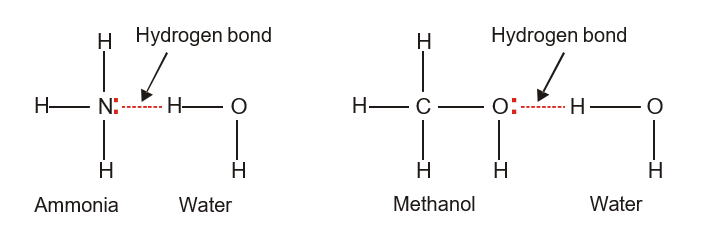 H Hydrogen bond Hydrogen bond H
H N: H O H C O: H O
H H H H H
Ammonia Water Methanol Water